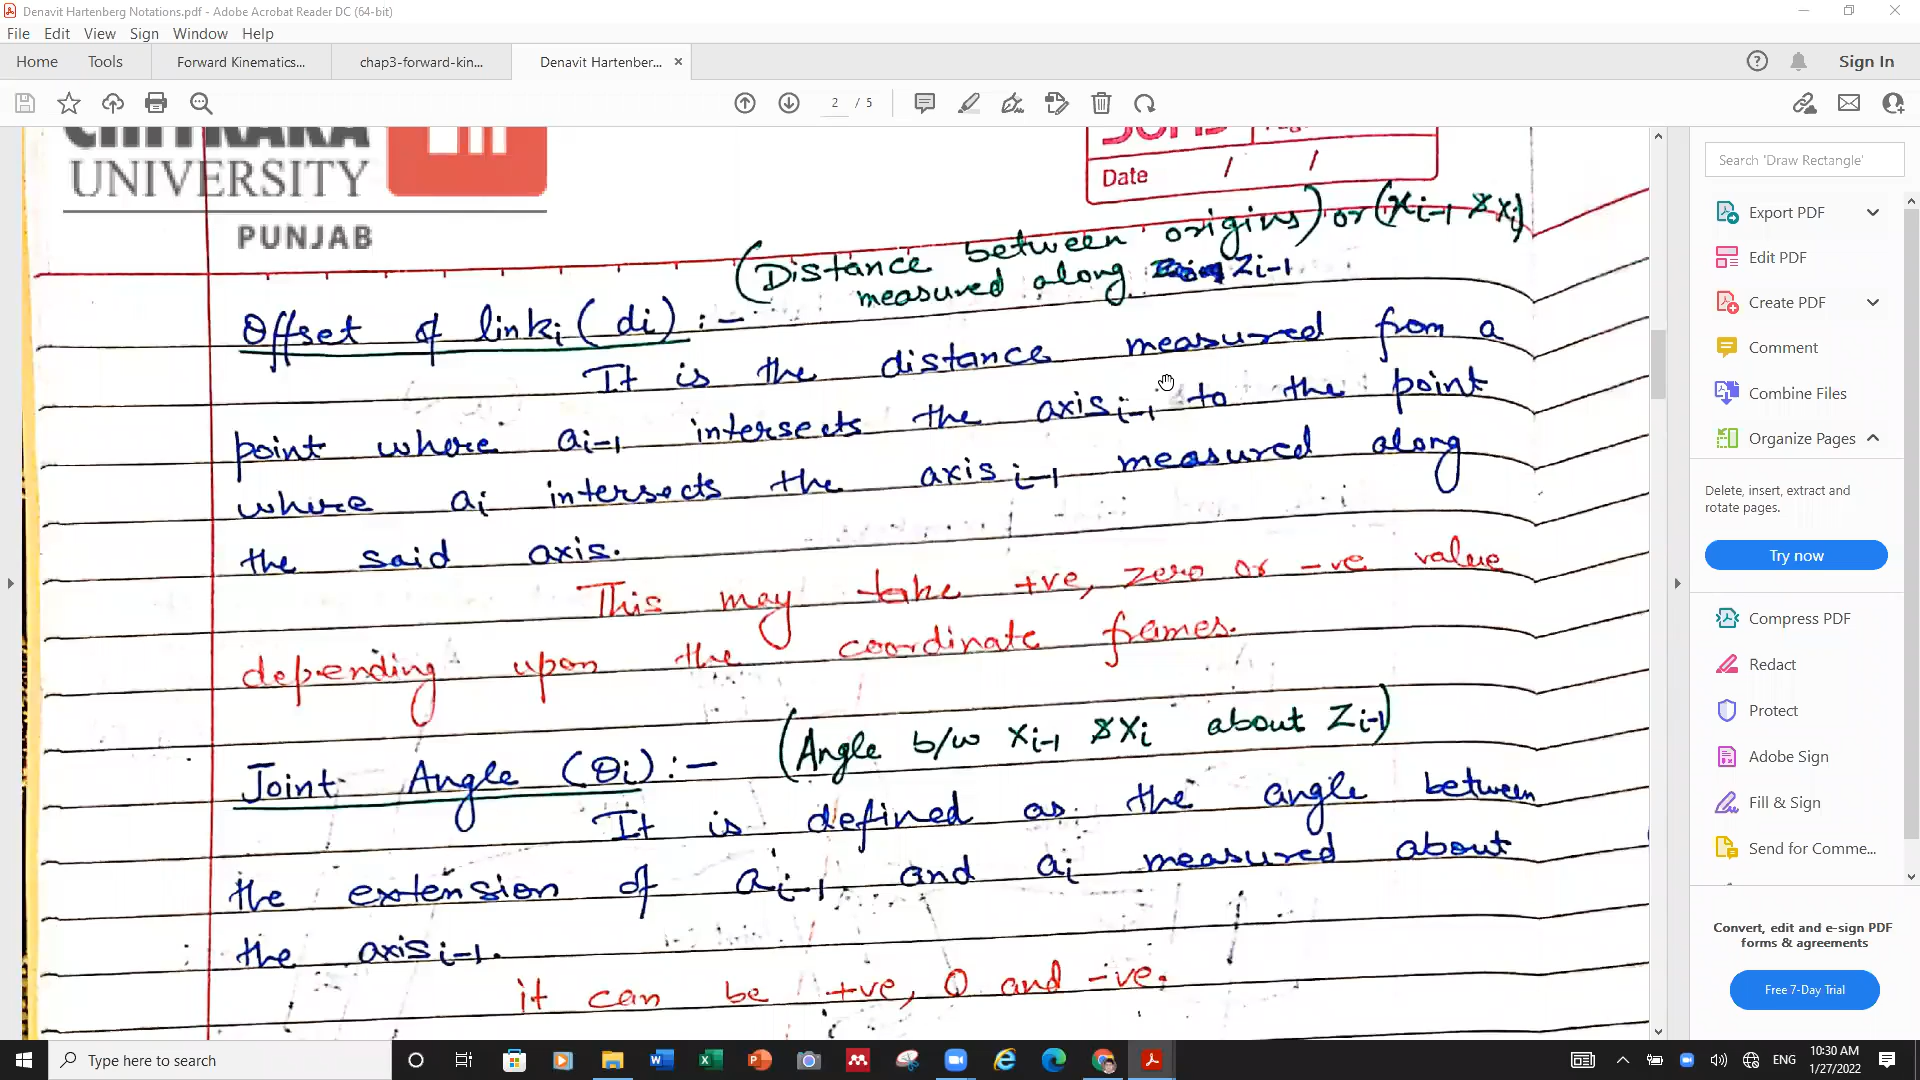 Denavit Hartenberg Notations.pdf - Adobe Acrobat Reader DC (64-bit)
File Edit View Sign Window Help
Home Tools Forward Kinematics... chap3-forward-kin... Denavit Hartenber... × Sign In
2 / 5
UNIVERSITY
PUNJAB
Date / /
(Distance between origins) or (Xi-1 & Xi)
measured along Zi-1
Offset of linki (di) :-
It is the distance measured from a
point where ai-1 intersects the axisi-1 to the point
where ai intersects the axisi-1 measured along
the said axis.
This may take +ve, zero or -ve value
depending upon the coordinate frames.
Joint Angle (θi) :- (Angle b/w Xi-1 & Xi about Zi-1)
It is defined as the angle between
the extension of ai-1 and ai measured about
the axisi-1.
it can be +ve, 0 and -ve.
Search 'Draw Rectangle'
Export PDF
Edit PDF
Create PDF
Comment
Combine Files
Organize Pages
Delete, insert, extract and
rotate pages.
Try now
Compress PDF
Redact
Protect
Adobe Sign
Fill & Sign
Send for Comme...
Convert, edit and e-sign PDF
forms & agreements
Free 7-Day Trial
Type here to search
ENG
10:30 AM
1/27/2022